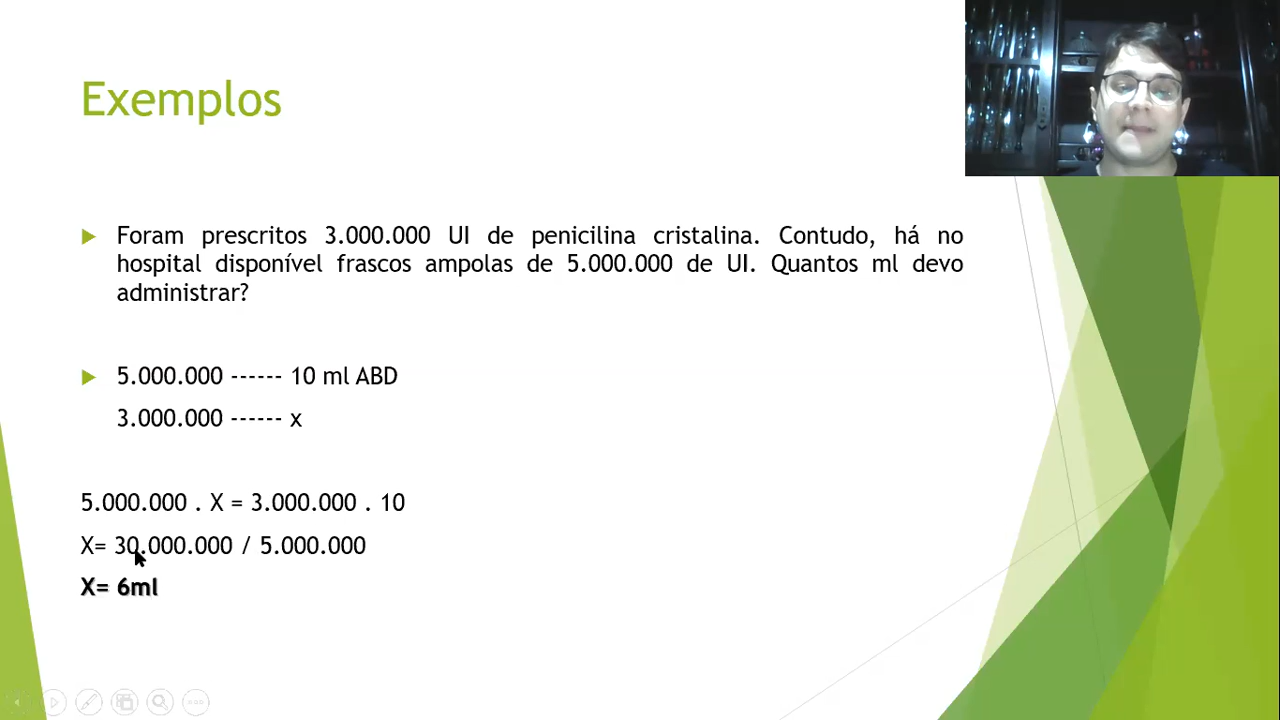 Exemplos
Foram prescritos 3.000.000 UI de penicilina cristalina. Contudo, há no
hospital disponível frascos ampolas de 5.000.000 de UI. Quantos ml devo
administrar?
5.000.000 ------ 10 ml ABD
3.000.000 ------ x
5.000.000 . X = 3.000.000 . 10
X= 30.000.000 / 5.000.000
X= 6ml